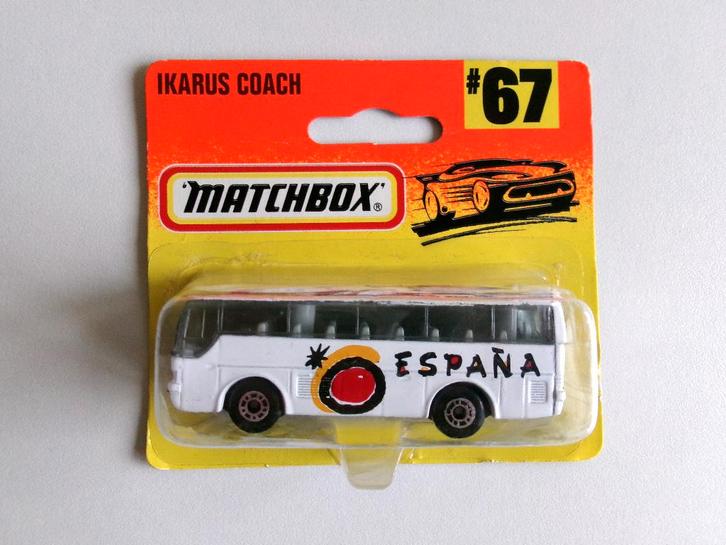 IKARUS COACH
#67
'MATCHBOX'®
ESPAÑA